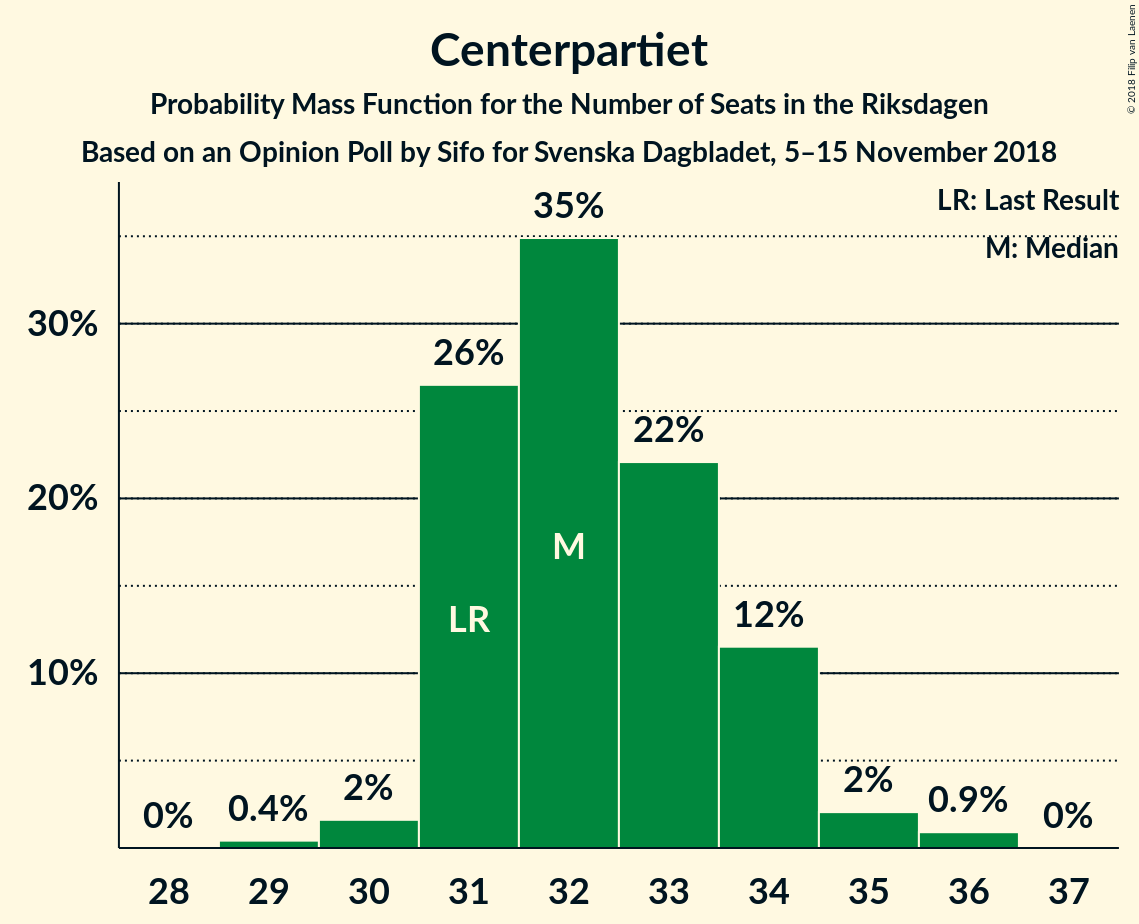 Centerpartiet
Probability Mass Function for the Number of Seats in the Riksdagen
Based on an Opinion Poll by Sifo for Svenska Dagbladet, 5–15 November 2018
© 2018 Filip van Laenen
LR: Last Result
M: Median
30%
20%
10%
0%
0.4%
2%
26%
35%
22%
12%
2%
0.9%
0%
LR
M
28 29 30 31 32 33 34 35 36 37